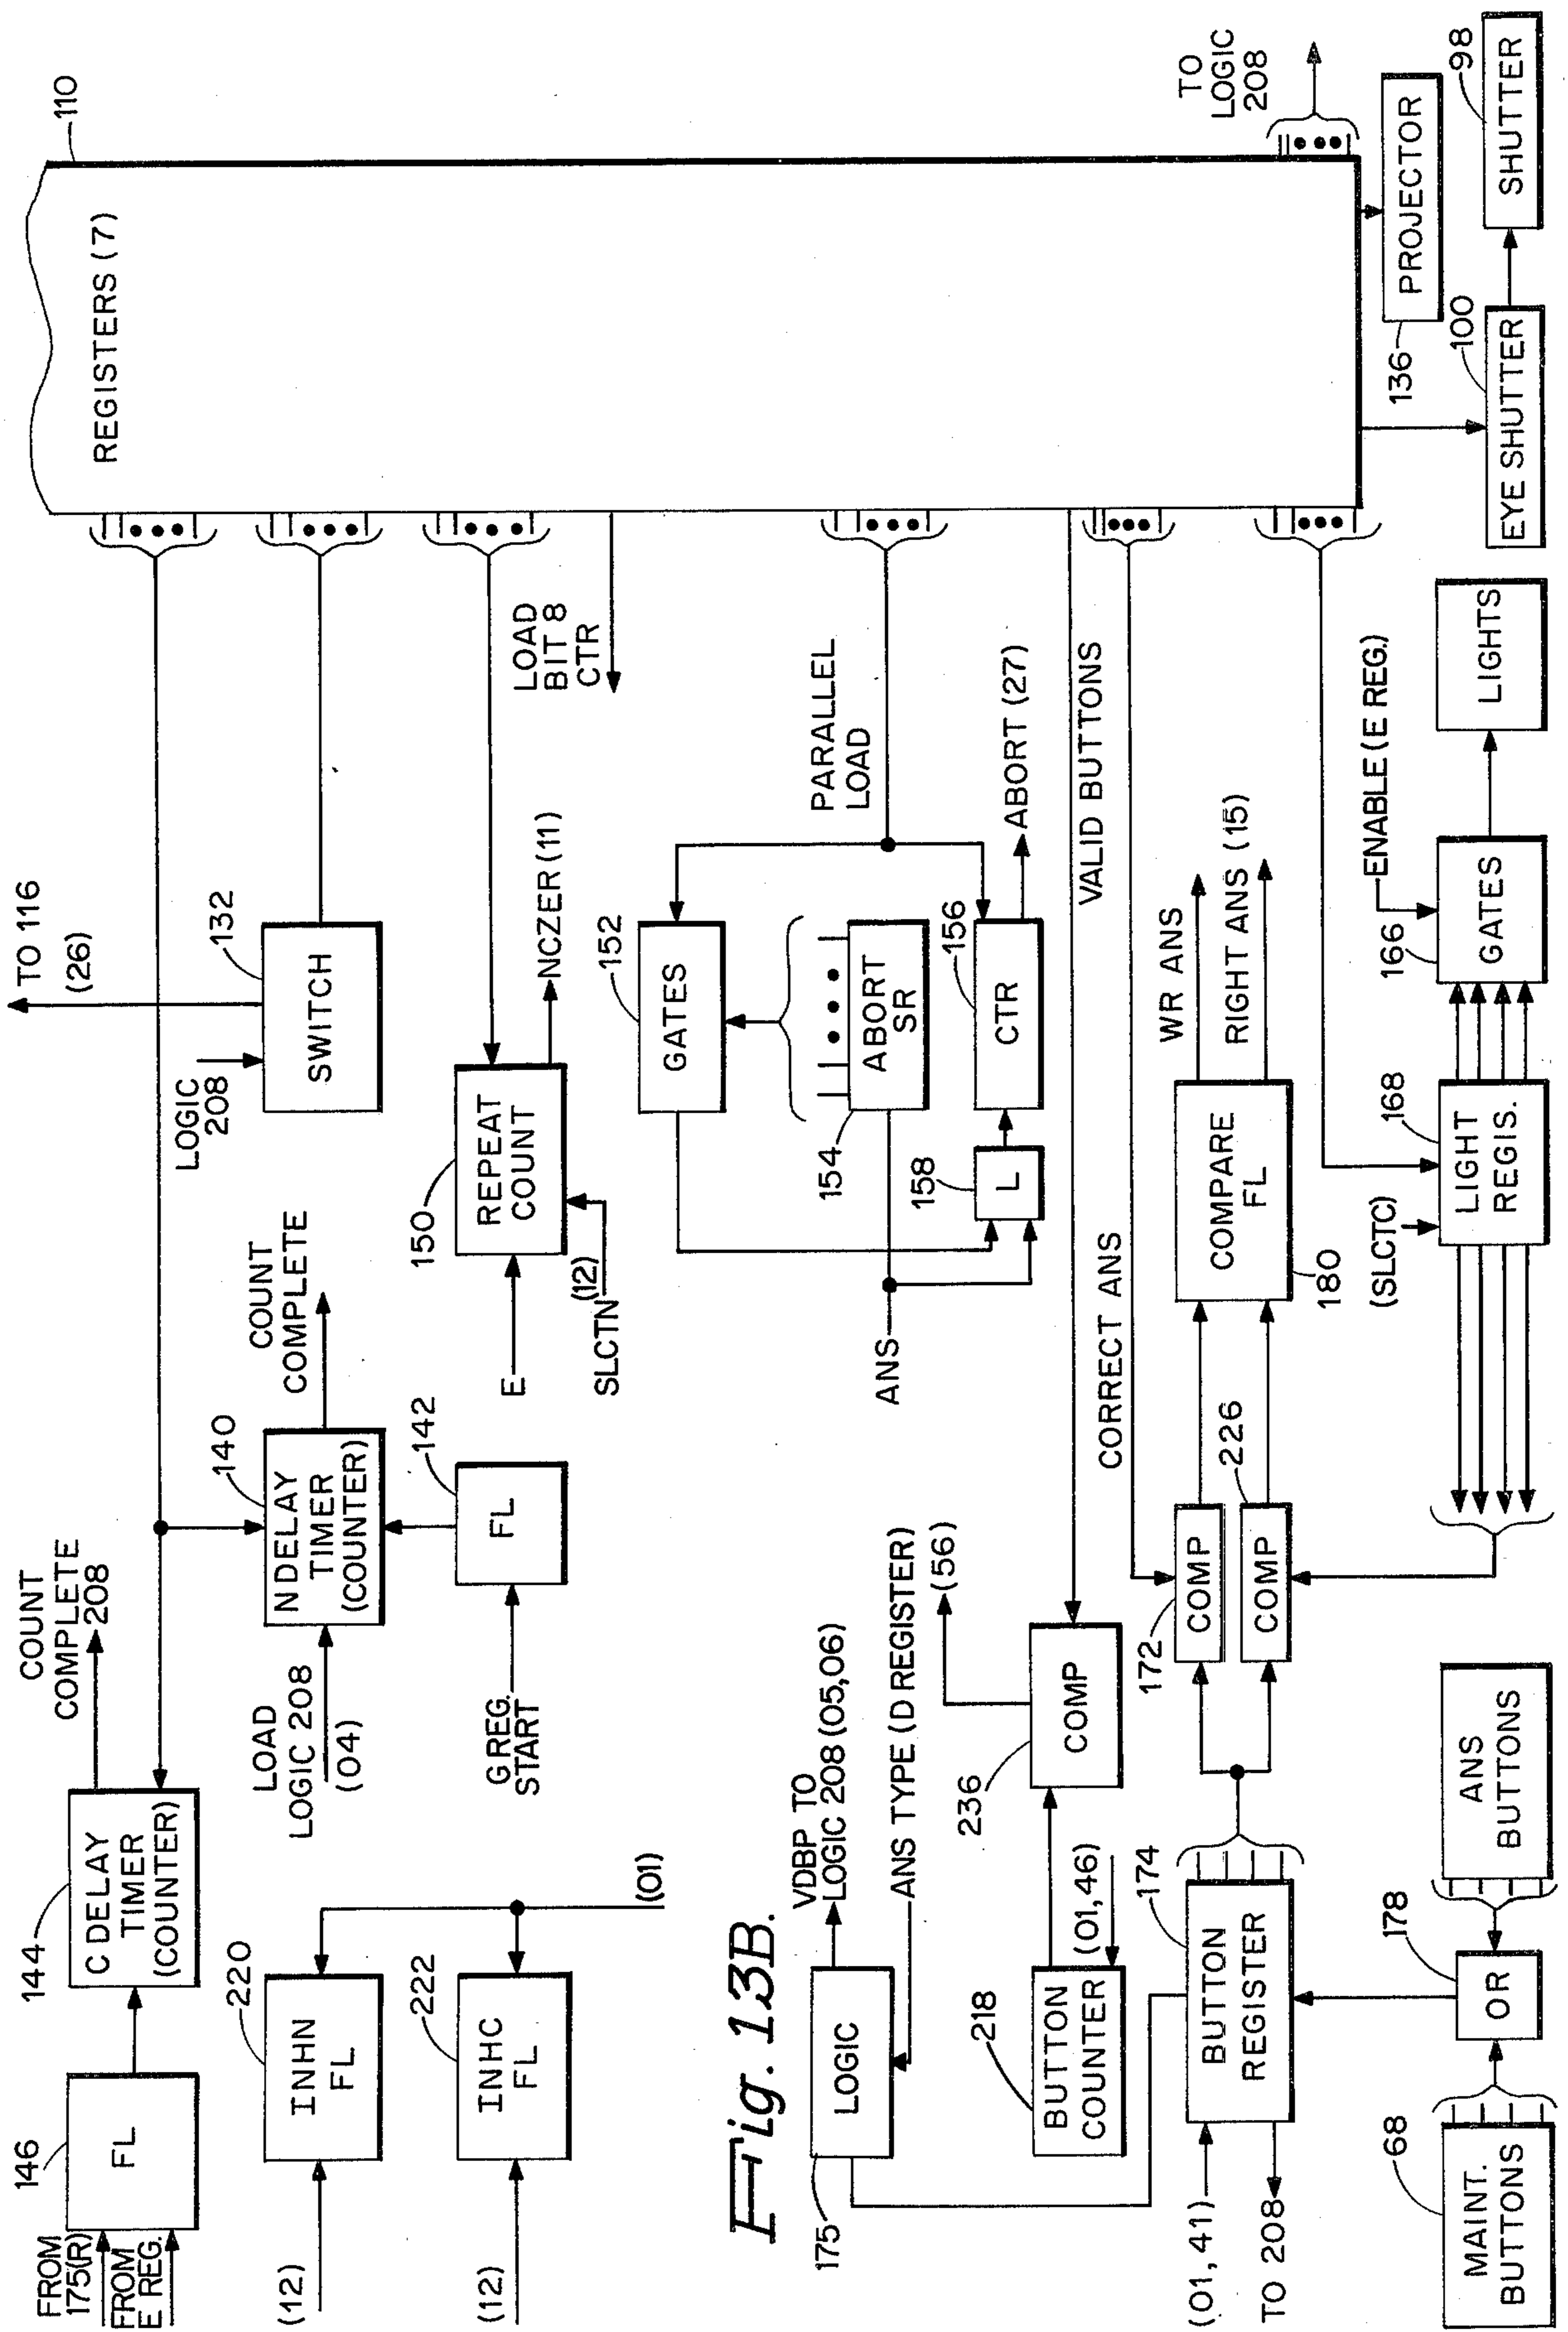 FROM
175(R)
FROM
E REG.
146
FL
144
C DELAY
TIMER
(COUNTER)
COUNT
COMPLETE
208
TO 116
(26)
REGISTERS (7)
110
(12)
220
INHN
FL
LOAD
LOGIC 208
(04)
140
N DELAY
TIMER
(COUNTER)
COUNT
COMPLETE
LOGIC
208
132
SWITCH
(12)
222
INHC
FL
(01)
G REG.
START
142
FL
E
SLCTN
(12)
150
REPEAT
COUNT
NCZER (11)
LOAD
BIT 8
CTR
Fig. 13B.
152
GATES
PARALLEL
LOAD
154
ABORT
SR
ANS
158
L
156
CTR
ABORT (27)
175
LOGIC
VDBP TO
LOGIC 208 (05,06)
ANS TYPE (D REGISTER)
(56)
218
BUTTON
COUNTER
(01,46)
236
COMP
VALID BUTTONS
CORRECT ANS
(01,41)
TO 208
174
BUTTON
REGISTER
172
COMP
226
COMP
COMPARE
FL
180
WR ANS
RIGHT ANS (15)
TO
LOGIC
208
68
MAINT.
BUTTONS
178
OR
ANS
BUTTONS
(SLCTC)
168
LIGHT
REGIS.
166
GATES
ENABLE (E REG.)
LIGHTS
136
PROJECTOR
100
EYE SHUTTER
98
SHUTTER